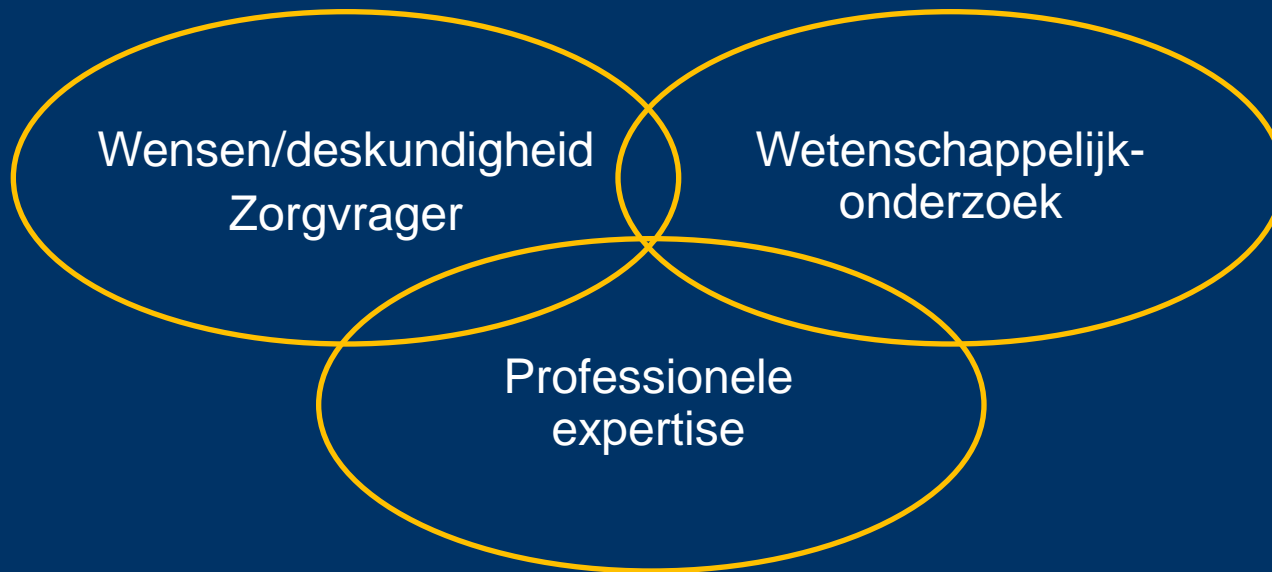 Wensen/deskundigheid
Zorgvrager
Wetenschappelijk-
onderzoek
Professionele
expertise